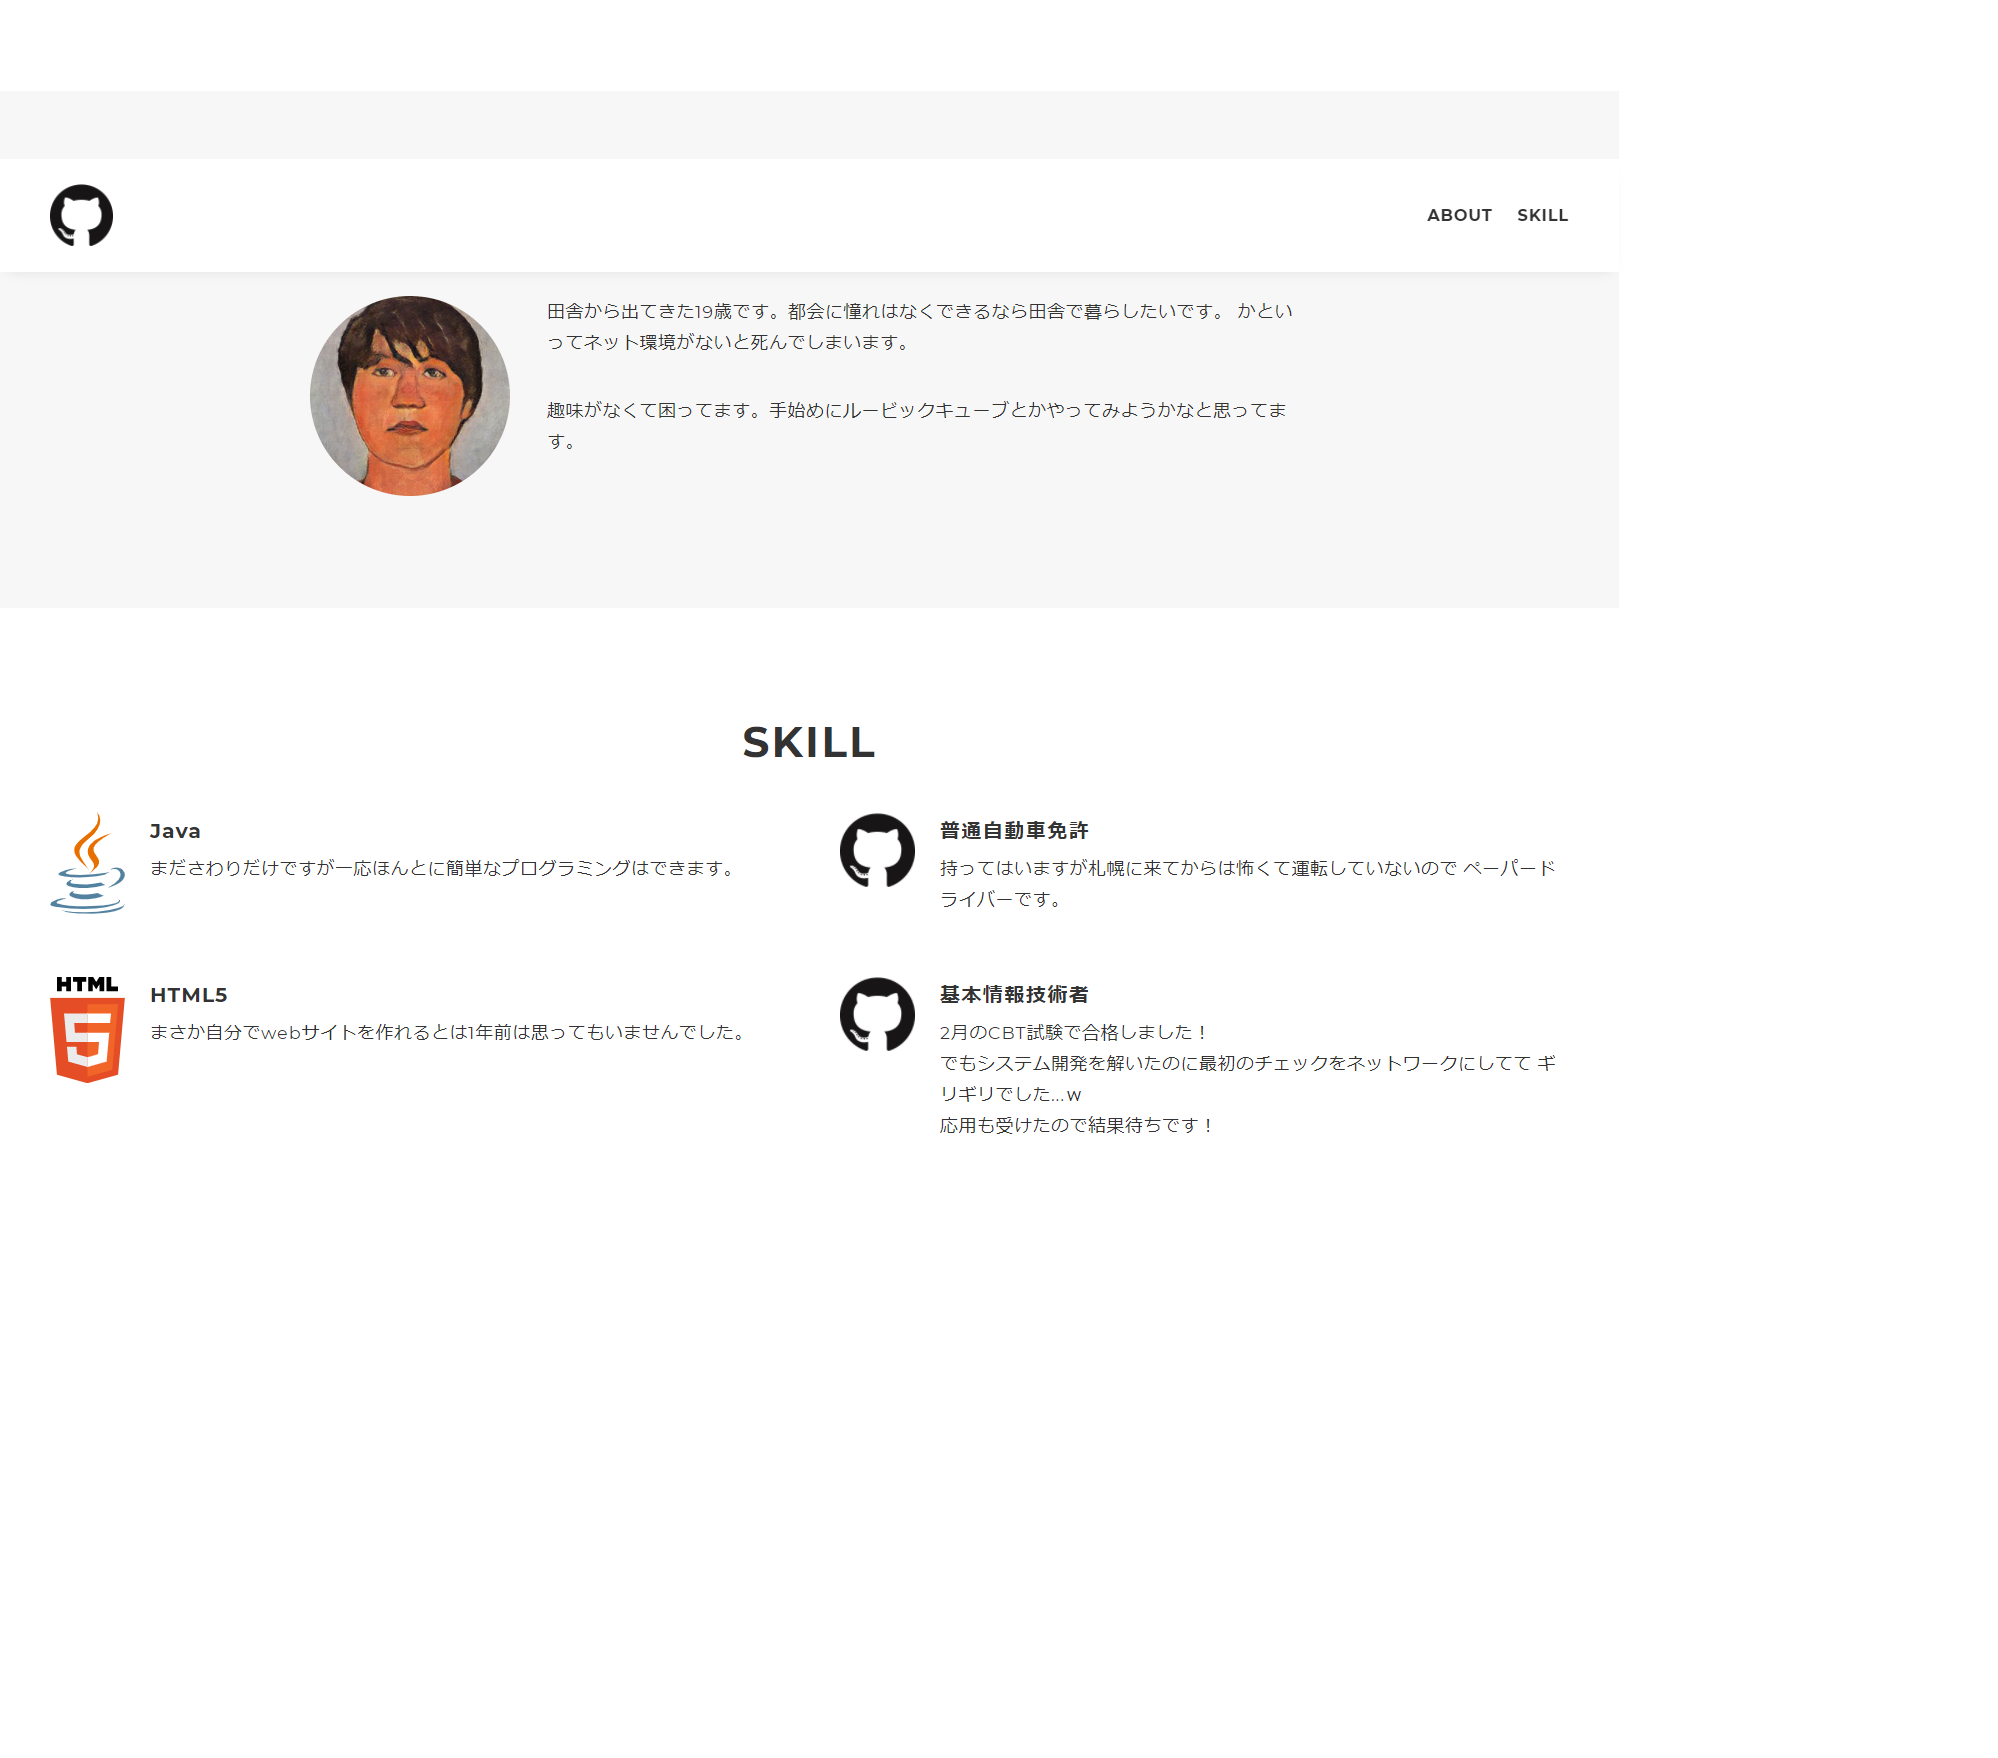 ABOUT SKILL
田舎から出てきた19歳です。都会に憧れはなくできるなら田舎で暮らしたいです。 かとい
ってネット環境がないと死んでしまいます。
趣味がなくて困ってます。手始めにルービックキューブとかやってみようかなと思ってま
す。
SKILL
Java
まださわりだけですが一応ほんとに簡単なプログラミングはできます。
普通自動車免許
持ってはいますが札幌に来てからは怖くて運転していないので ペーパード
ライバーです。
HTML
5
HTML5
まさか自分でwebサイトを作れるとは1年前は思ってもいませんでした。
基本情報技術者
2月のCBT試験で合格しました！
でもシステム開発を解いたのに最初のチェックをネットワークにしてて ギ
リギリでした...w
応用も受けたので結果待ちです！